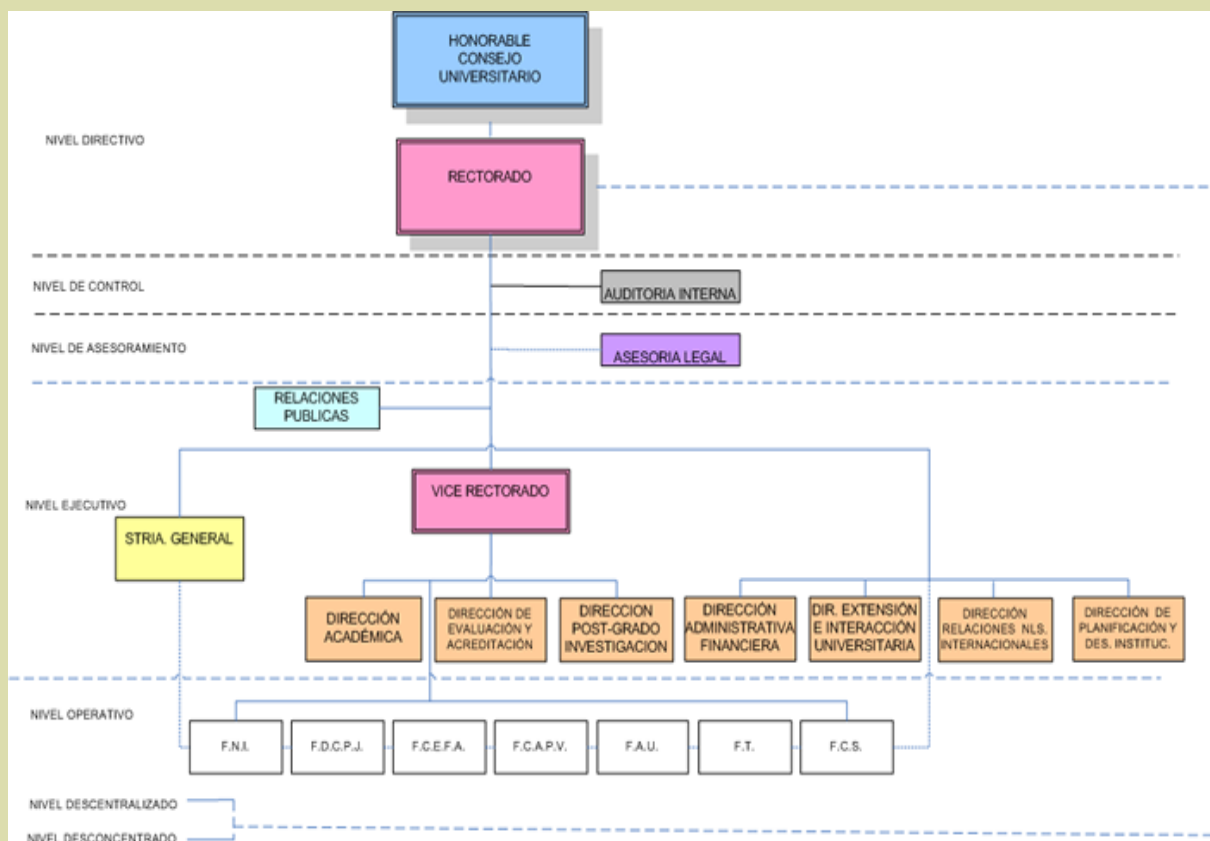 HONORABLE
CONSEJO
UNIVERSITARIO
NIVEL DIRECTIVO
RECTORADO
NIVEL DE CONTROL
AUDITORIA INTERNA
NIVEL DE ASESORAMIENTO
ASESORIA LEGAL
RELACIONES
PUBLICAS
VICE RECTORADO
NIVEL EJECUTIVO
STRIA. GENERAL
DIRECCIÓN
ACADÉMICA
DIRECCIÓN DE
EVALUACIÓN Y
ACREDITACIÓN
DIRECCION
POST-GRADO
INVESTIGACION
DIRECCIÓN
ADMINISTRATIVA
FINANCIERA
DIR. EXTENSIÓN
E INTERACCIÓN
UNIVERSITARIA
DIRECCIÓN
RELACIONES NLS.
INTERNACIONALES
DIRECCIÓN DE
PLANIFICACIÓN Y
DES. INSTITUC.
NIVEL OPERATIVO
F.N.I.
F.D.C.P.J.
F.C.E.F.A.
F.C.A.P.V.
F.A.U.
F.T.
F.C.S.
NIVEL DESCENTRALIZADO
NIVEL DESCONCENTRADO